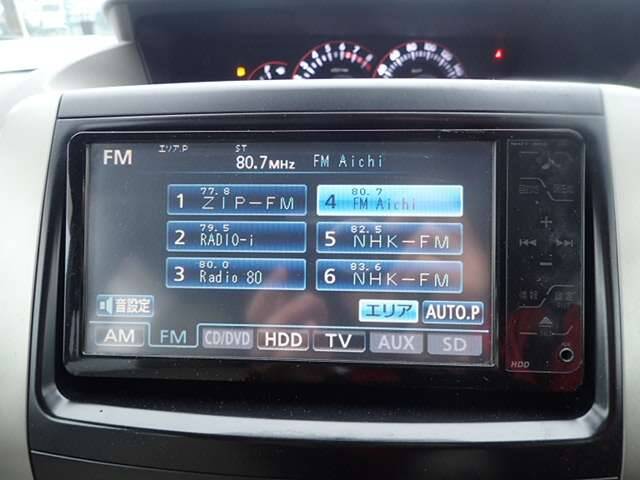 FM エリア.P ST 80.7MHz FM Aichi
1 77.8 ZIP-FM
4 80.7 FM Aichi
2 79.5 RADIO-i
5 82.5 NHK-FM
3 80.0 Radio 80
6 83.6 NHK-FM
音設定 エリア AUTO.P
AM FM CD/DVD HDD TV AUX SD
HDD